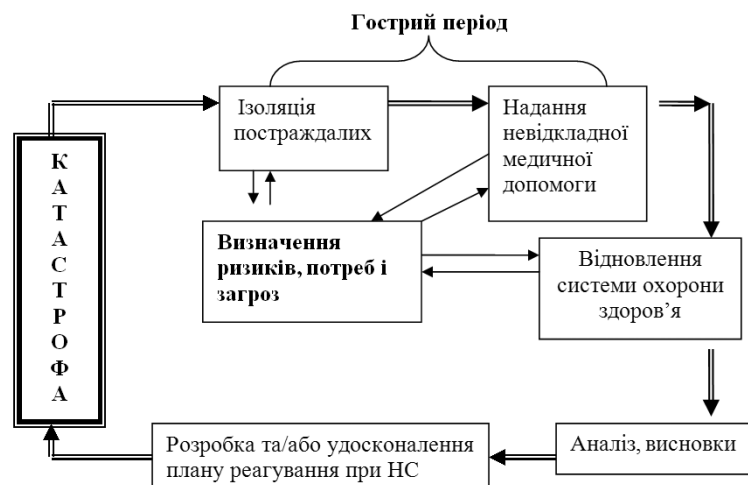 Гострий період
Ізоляція
постраждалих
Надання
невідкладної
медичної
допомоги
КАТАСТРОФА
Визначення
ризиків, потреб і
загроз
Відновлення
системи охорони
здоров’я
Розробка та/або удосконалення
плану реагування при НС
Аналіз, висновки